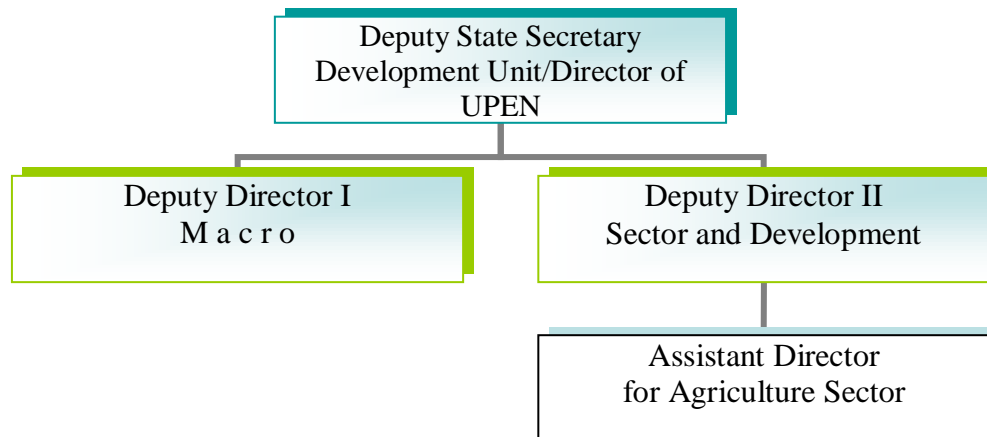 Deputy State Secretary
Development Unit/Director of
UPEN
Deputy Director I
M a c r o
Deputy Director II
Sector and Development
Assistant Director
for Agriculture Sector